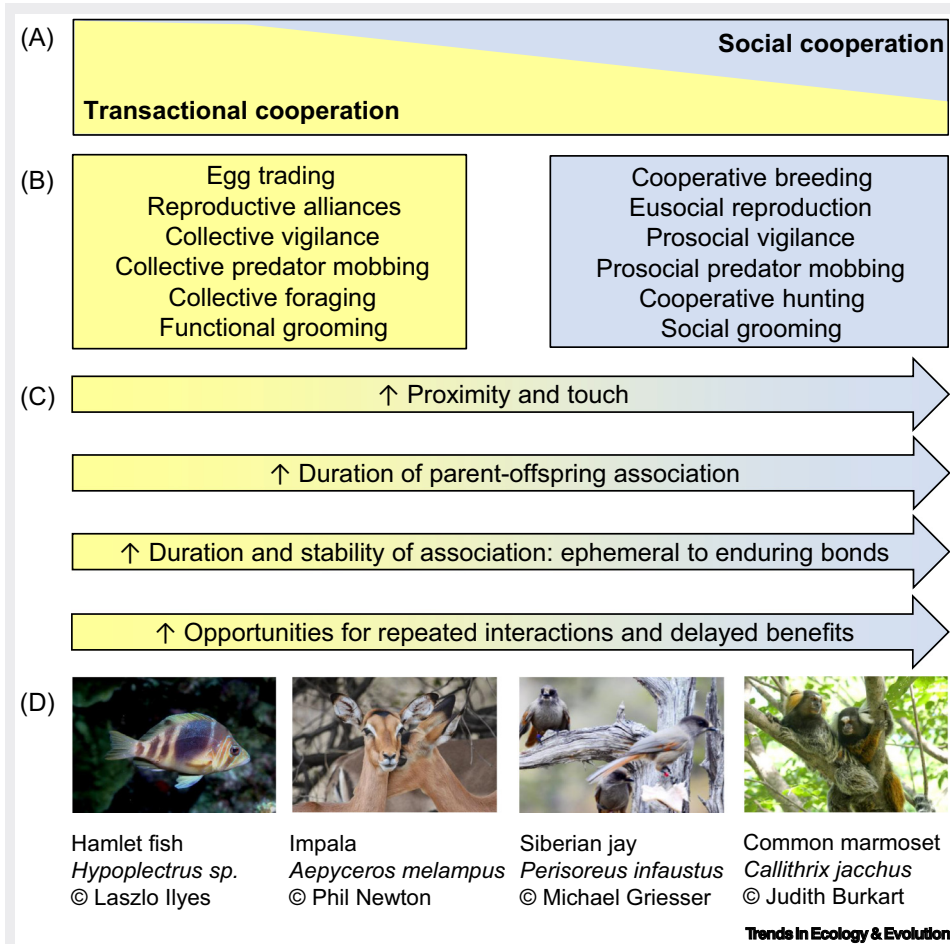 (A)
Social cooperation
Transactional cooperation
(B)
Egg trading
Reproductive alliances
Collective vigilance
Collective predator mobbing
Collective foraging
Functional grooming
Cooperative breeding
Eusocial reproduction
Prosocial vigilance
Prosocial predator mobbing
Cooperative hunting
Social grooming
(C)
↑ Proximity and touch
↑ Duration of parent-offspring association
↑ Duration and stability of association: ephemeral to enduring bonds
↑ Opportunities for repeated interactions and delayed benefits
(D)
Hamlet fish
Hypoplectrus sp.
© Laszlo Ilyes
Impala
Aepyceros melampus
© Phil Newton
Siberian jay
Perisoreus infaustus
© Michael Griesser
Common marmoset
Callithrix jacchus
© Judith Burkart
Trends in Ecology & Evolution